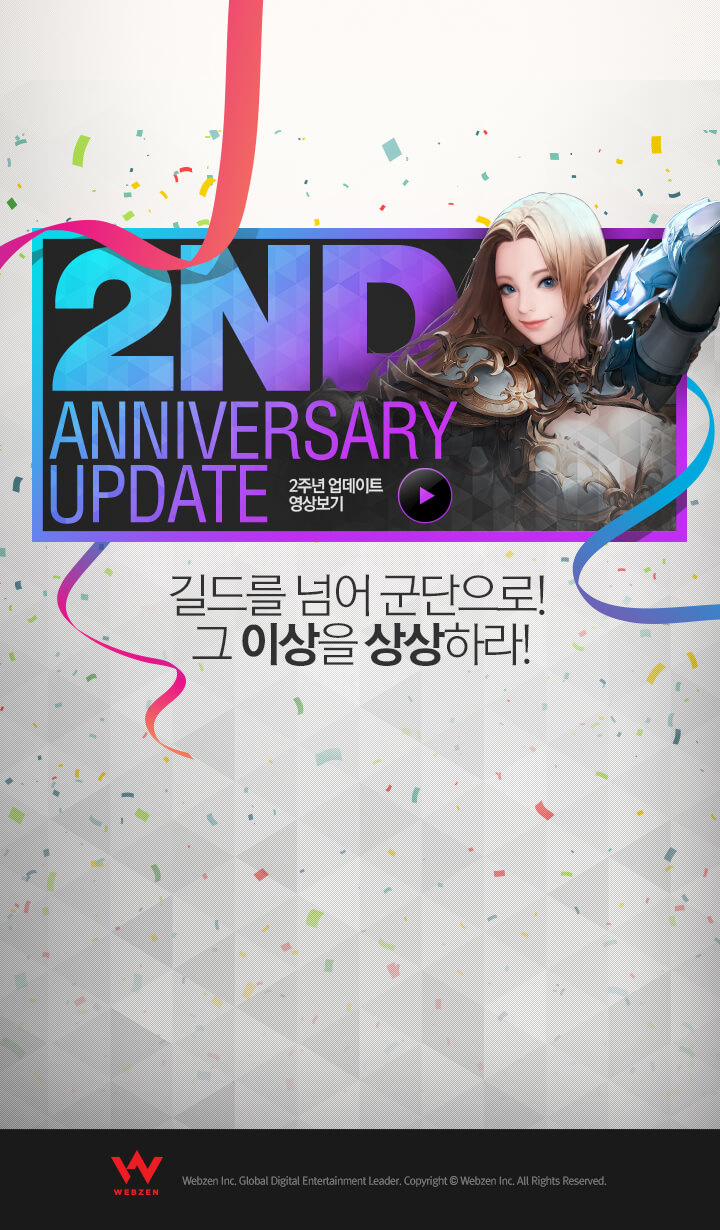 2ND
ANNIVERSARY
UPDATE
2주년 업데이트
영상보기
길드를 넘어 군단으로!
그 이상을 상상하라!
WEBZEN
Webzen Inc. Global Digital Entertainment Leader. Copyright © Webzen Inc. All Rights Reserved.